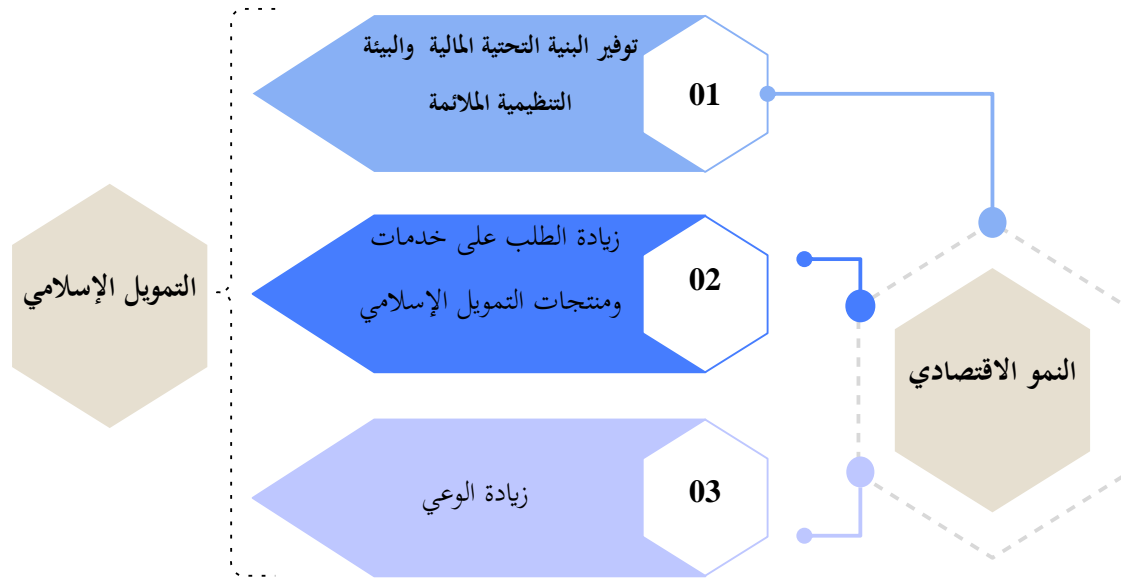 توفير البنية التحتية المالية والبيئة
التنظيمية الملائمة
01
زيادة الطلب على خدمات
ومنتجات التمويل الإسلامي
02
زيادة الوعي
03
النمو الاقتصادي
التمويل الإسلامي